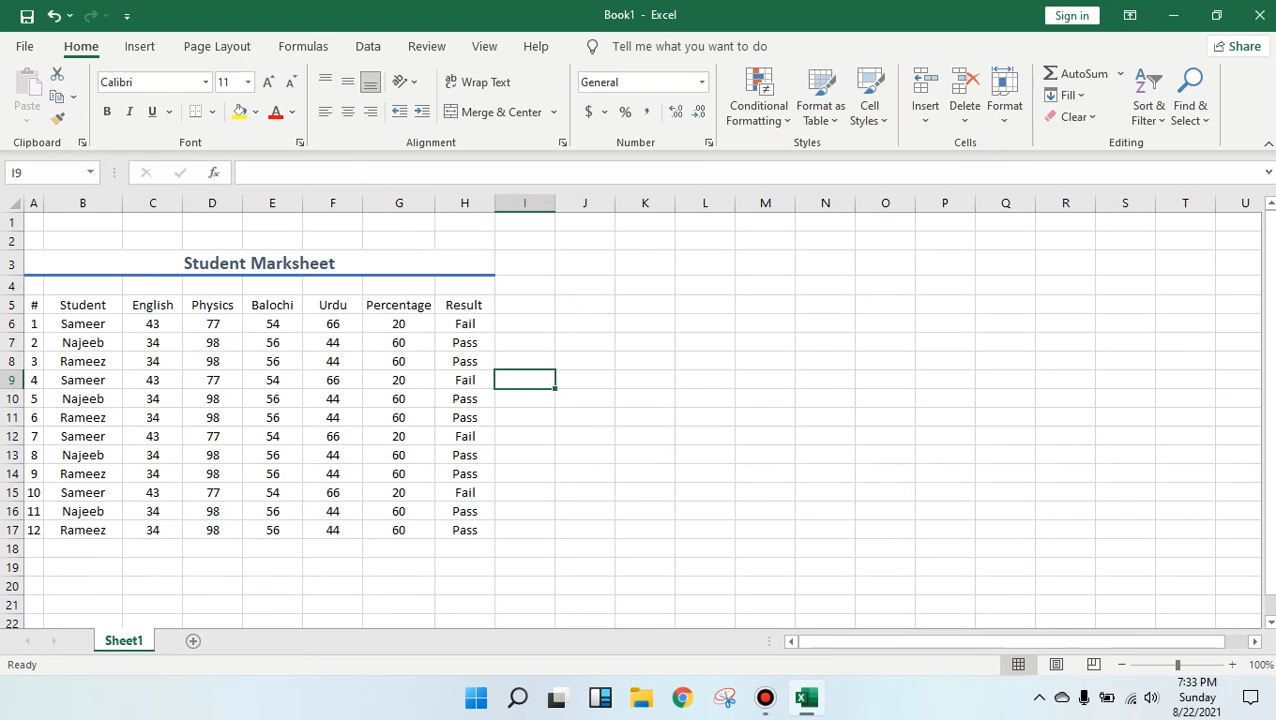 Book1 - Excel
Sign in
File Home Insert Page Layout Formulas Data Review View Help Tell me what you want to do Share
Paste
Clipboard
Calibri 11
B I U A
Font
Wrap Text
Merge & Center
Alignment
General
$ % ,
Number
Conditional Formatting
Format as Table
Cell Styles
Styles
Insert Delete Format
Cells
AutoSum
Fill
Clear
Sort & Filter
Find & Select
Editing
I9 fx
A B C D E F G H I J K L M N O P Q R S T U
1
2
3 Student Marksheet
4
5 # Student English Physics Balochi Urdu Percentage Result
6 1 Sameer 43 77 54 66 20 Fail
7 2 Najeeb 34 98 56 44 60 Pass
8 3 Rameez 34 98 56 44 60 Pass
9 4 Sameer 43 77 54 66 20 Fail
10 5 Najeeb 34 98 56 44 60 Pass
11 6 Rameez 34 98 56 44 60 Pass
12 7 Sameer 43 77 54 66 20 Fail
13 8 Najeeb 34 98 56 44 60 Pass
14 9 Rameez 34 98 56 44 60 Pass
15 10 Sameer 43 77 54 66 20 Fail
16 11 Najeeb 34 98 56 44 60 Pass
17 12 Rameez 34 98 56 44 60 Pass
18
19
20
21
22
Sheet1
Ready
100%
7:33 PM
Sunday
8/22/2021